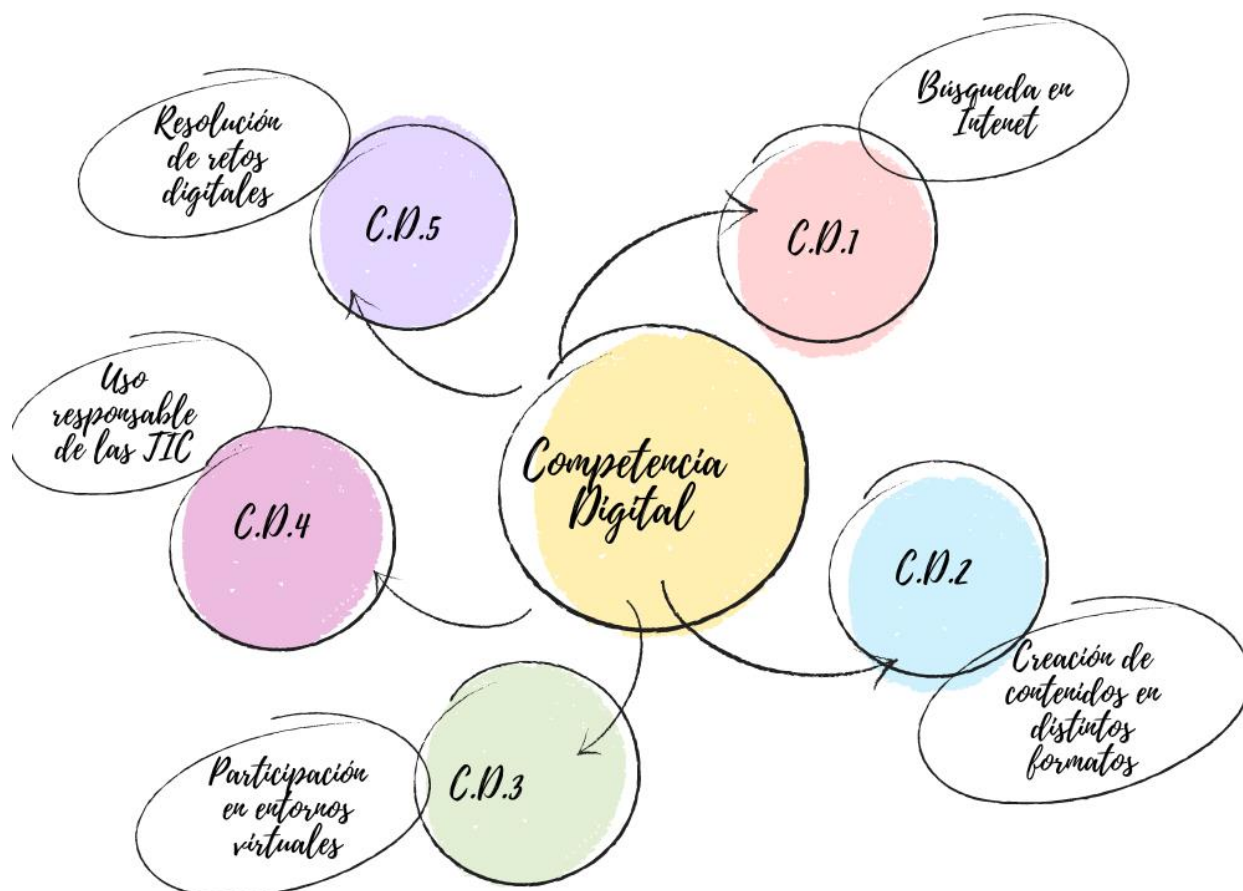 Competencia
Digital
C.D.1
Búsqueda en
Intenet
C.D.2
Creación de
contenidos en
distintos
formatos
C.D.3
Participación
en entornos
virtuales
C.D.4
Uso
responsable
de las TIC
C.D.5
Resolución
de retos
digitales